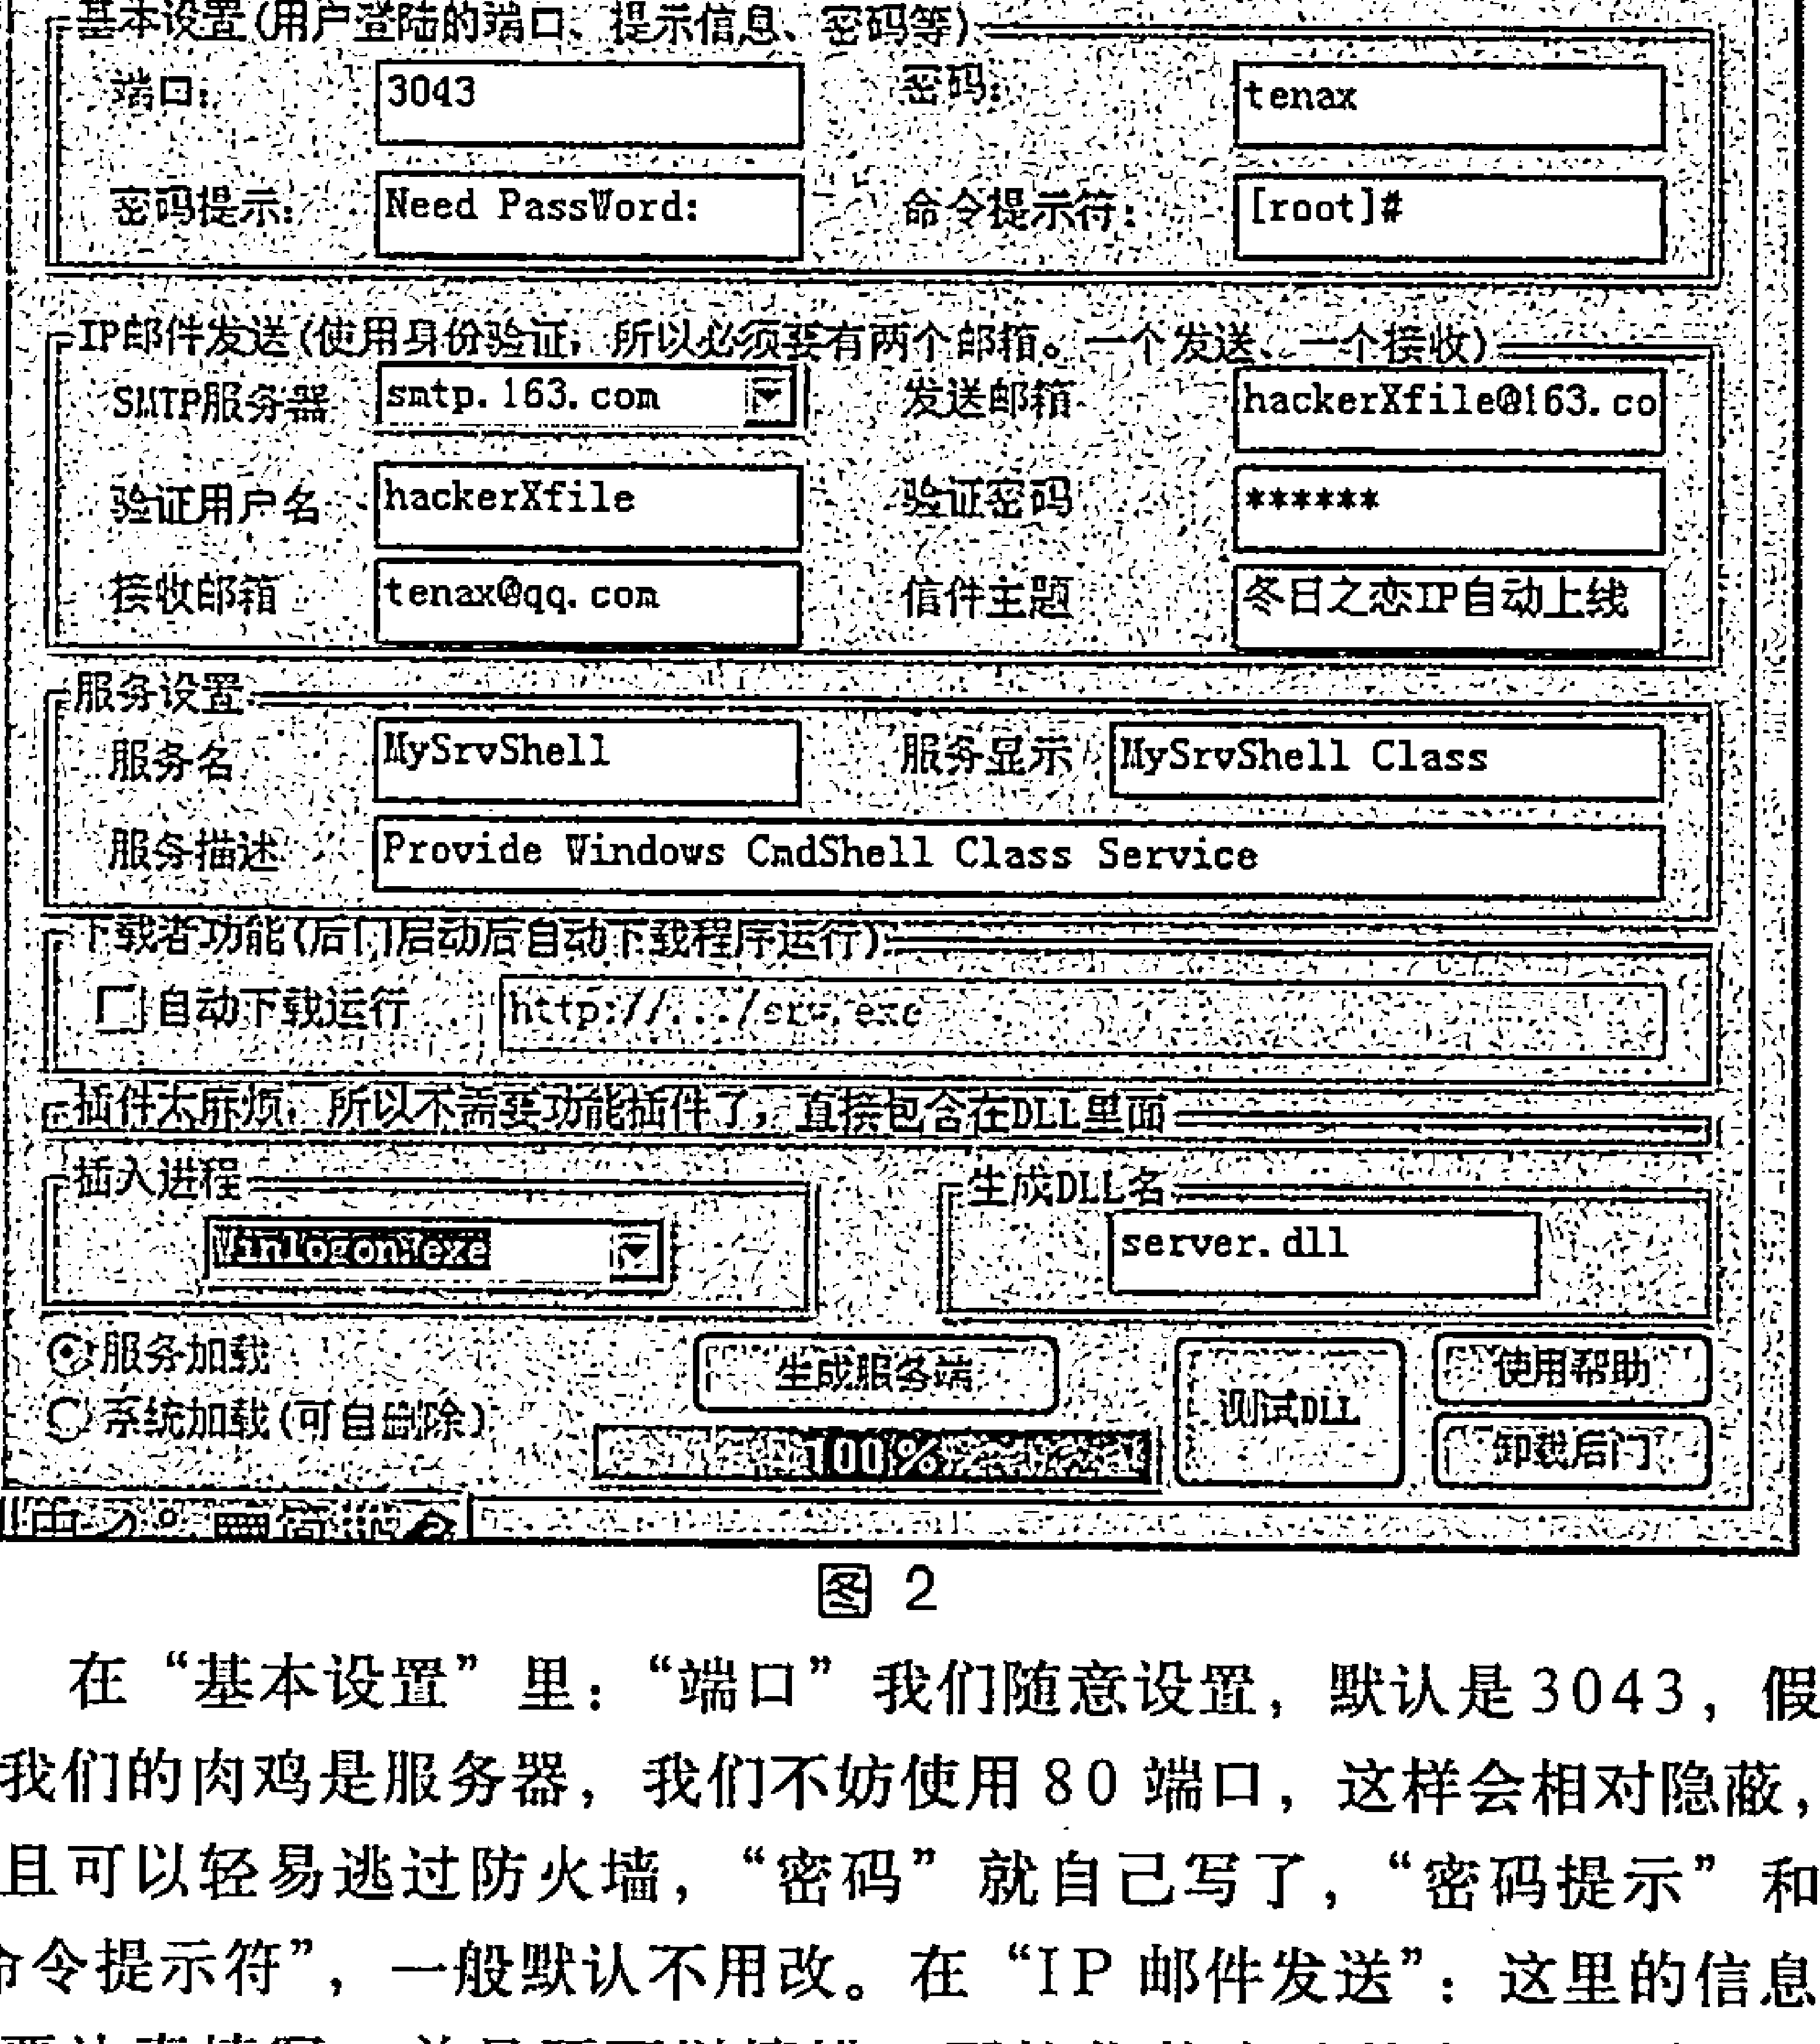 基本设置(用户登陆的端口、提示信息、密码等)
端口: 3043 密码: tenax
密码提示: Need PassWord: 命令提示符: [root]#
IP邮件发送(使用身份验证，所以必须要有两个邮箱。一个发送、一个接收)
SMTP服务器 smtp.163.com 发送邮箱 hackerXfile@163.co
验证用户名 hackerXfile 验证密码 ******
接收邮箱 tenax@qq.com 信件主题 冬日之恋IP自动上线
服务设置
服务名 MySrvShell 服务显示 MySrvShell Class
服务描述 Provide Windows CmdShell Class Service
下载者功能(后门启动后自动下载程序运行)
自动下载运行 http://.../srv.exe
插件太麻烦，所以不需要功能插件了，直接包含在DLL里面
插入进程 生成DLL名
Winlogon.exe server.dll
服务加载 生成服务端 测试DLL 使用帮助
系统加载(可自删除) 100% 卸载后门
图 2
在“基本设置”里：“端口”我们随意设置，默认是3043，假
我们的肉鸡是服务器，我们不妨使用 80 端口，这样会相对隐蔽，
且可以轻易逃过防火墙，“密码”就自己写了，“密码提示”和
命令提示符”，一般默认不用改。在“IP 邮件发送”：这里的信息